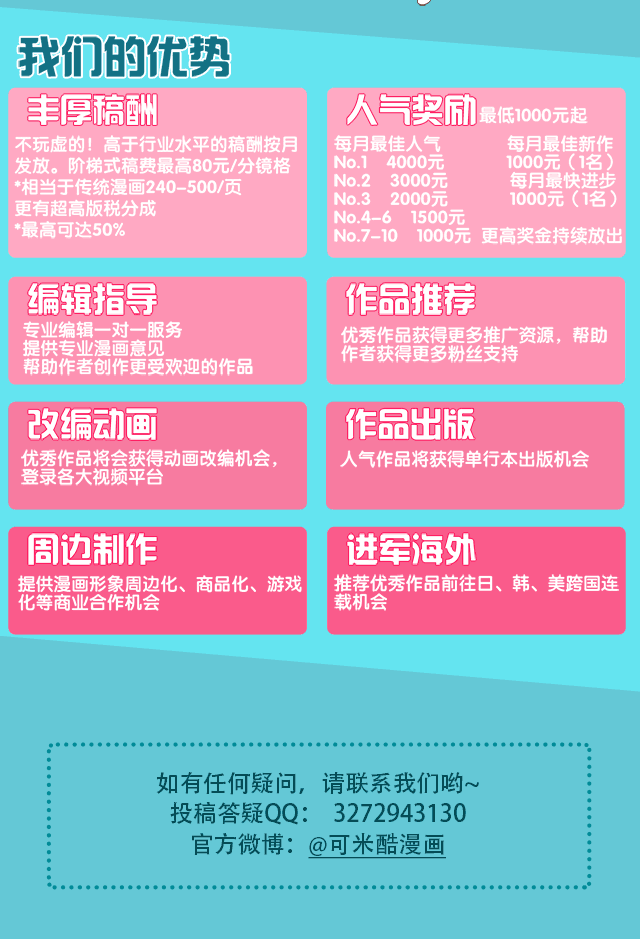 我们的优势
丰厚稿酬
不玩虚的！高于行业水平的稿酬按月
发放。阶梯式稿费最高80元/分镜格
*相当于传统漫画240-500/页
更有超高版税分成
*最高可达50%
人气奖励最低1000元起
每月最佳人气 每月最佳新作
No.1 4000元 1000元（1名）
No.2 3000元 每月最快进步
No.3 2000元 1000元（1名）
No.4-6 1500元
No.7-10 1000元 更高奖金持续放出
编辑指导
专业编辑一对一服务
提供专业漫画意见
帮助作者创作更受欢迎的作品
作品推荐
优秀作品获得更多推广资源，帮助
作者获得更多粉丝支持
改编动画
优秀作品将会获得动画改编机会，
登录各大视频平台
作品出版
人气作品将获得单行本出版机会
周边制作
提供漫画形象周边化、商品化、游戏
化等商业合作机会
进军海外
推荐优秀作品前往日、韩、美跨国连
载机会
如有任何疑问，请联系我们哟~
投稿答疑QQ： 3272943130
官方微博：@可米酷漫画